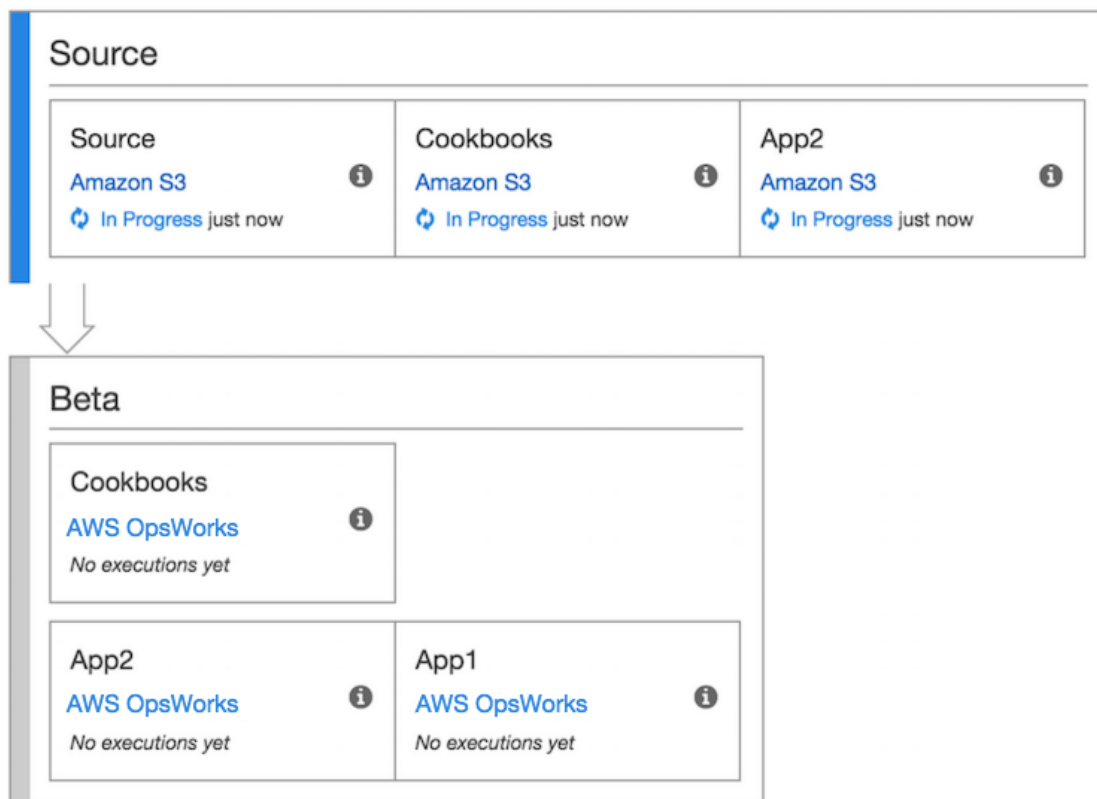 Source
Source
Amazon S3
In Progress just now
Cookbooks
Amazon S3
In Progress just now
App2
Amazon S3
In Progress just now
Beta
Cookbooks
AWS OpsWorks
No executions yet
App2
AWS OpsWorks
No executions yet
App1
AWS OpsWorks
No executions yet